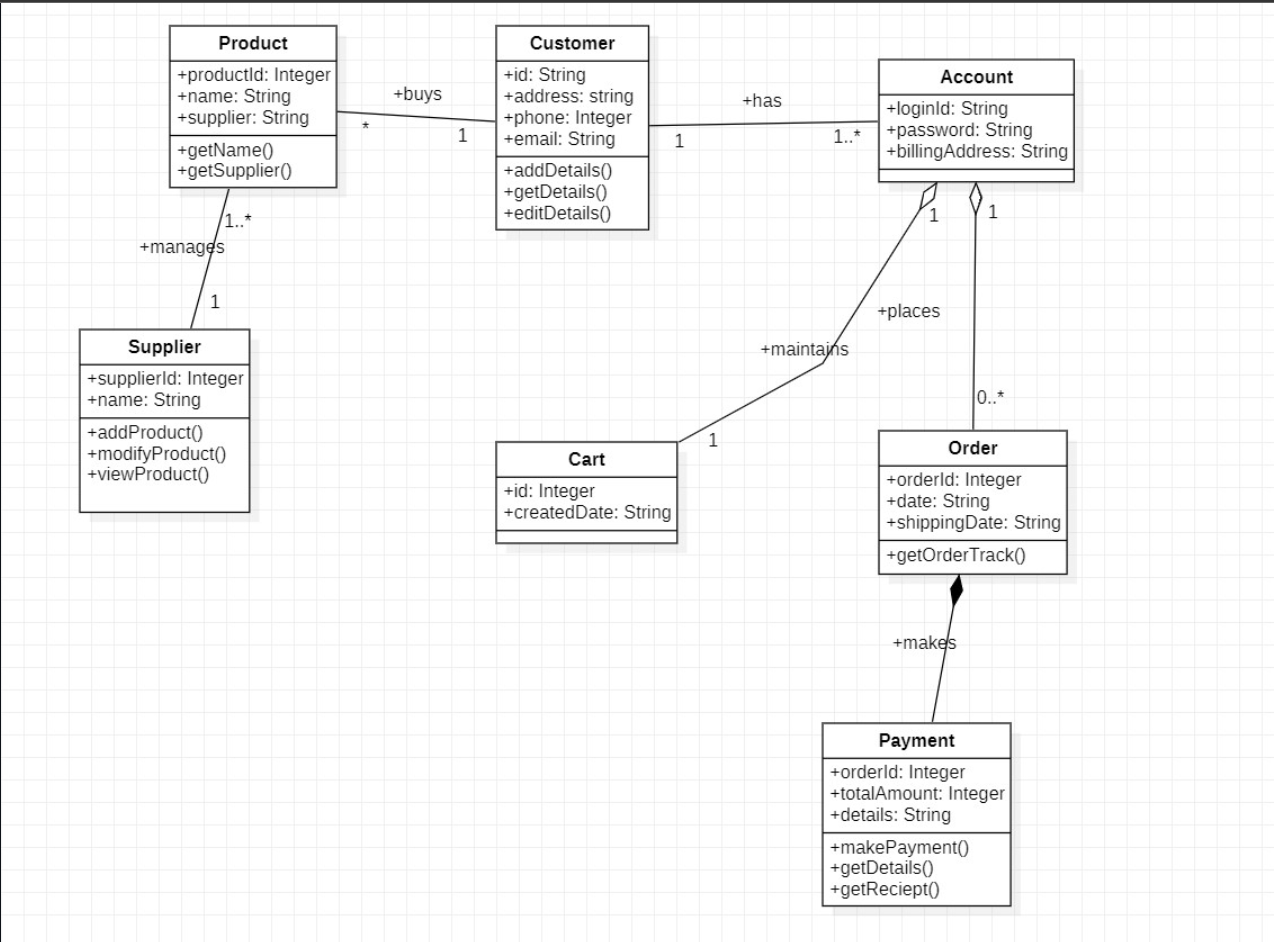 Product
+productId: Integer
+name: String
+supplier: String
+getName()
+getSupplier()
+buys
*
1
Customer
+id: String
+address: string
+phone: Integer
+email: String
+addDetails()
+getDetails()
+editDetails()
+has
1
1..*
Account
+loginId: String
+password: String
+billingAddress: String
1..*
+manages
1
Supplier
+supplierId: Integer
+name: String
+addProduct()
+modifyProduct()
+viewProduct()
1
1
+places
+maintains
0..*
1
Cart
+id: Integer
+createdDate: String
Order
+orderId: Integer
+date: String
+shippingDate: String
+getOrderTrack()
+makes
Payment
+orderId: Integer
+totalAmount: Integer
+details: String
+makePayment()
+getDetails()
+getReciept()